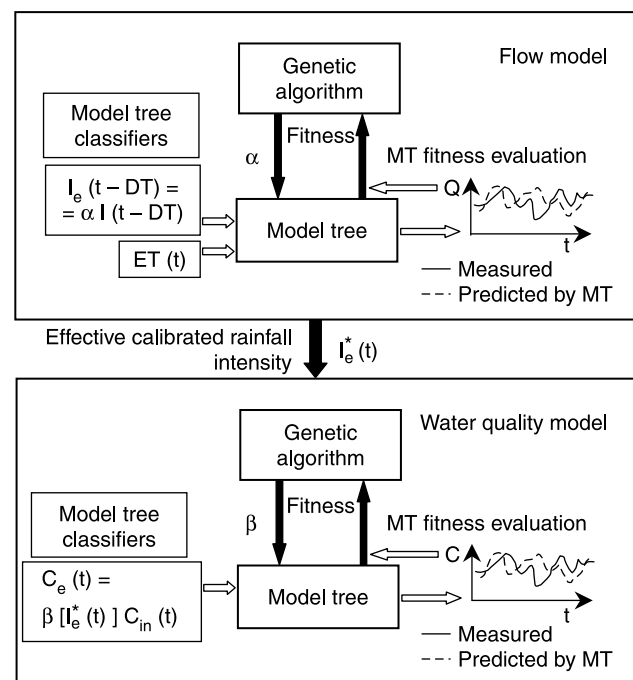 Flow model
Genetic
algorithm
Model tree
classifiers
α
Fitness
MT fitness evaluation
I_e (t – DT) =
= α I (t – DT)
Q
Model tree
ET (t)
t
Measured
Predicted by MT
Effective calibrated rainfall
intensity
I_e^* (t)
Water quality model
Genetic
algorithm
Model tree
classifiers
β
Fitness
MT fitness evaluation
C_e (t) =
β [I_e^* (t) ] C_in (t)
C
Model tree
t
Measured
Predicted by MT